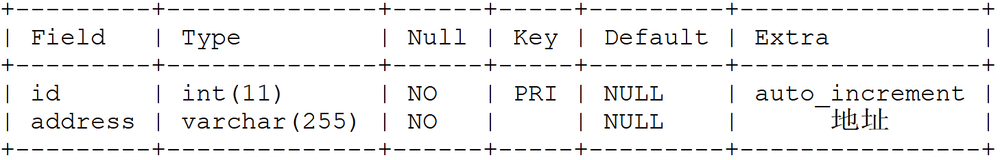 +---------+--------------+------+-----+---------+----------------+
| Field   | Type         | Null | Key | Default | Extra          |
+---------+--------------+------+-----+---------+----------------+
| id      | int(11)      | NO   | PRI | NULL    | auto_increment |
| address | varchar(255) | NO   |     | NULL    |      地址      |
+---------+--------------+------+-----+---------+----------------+